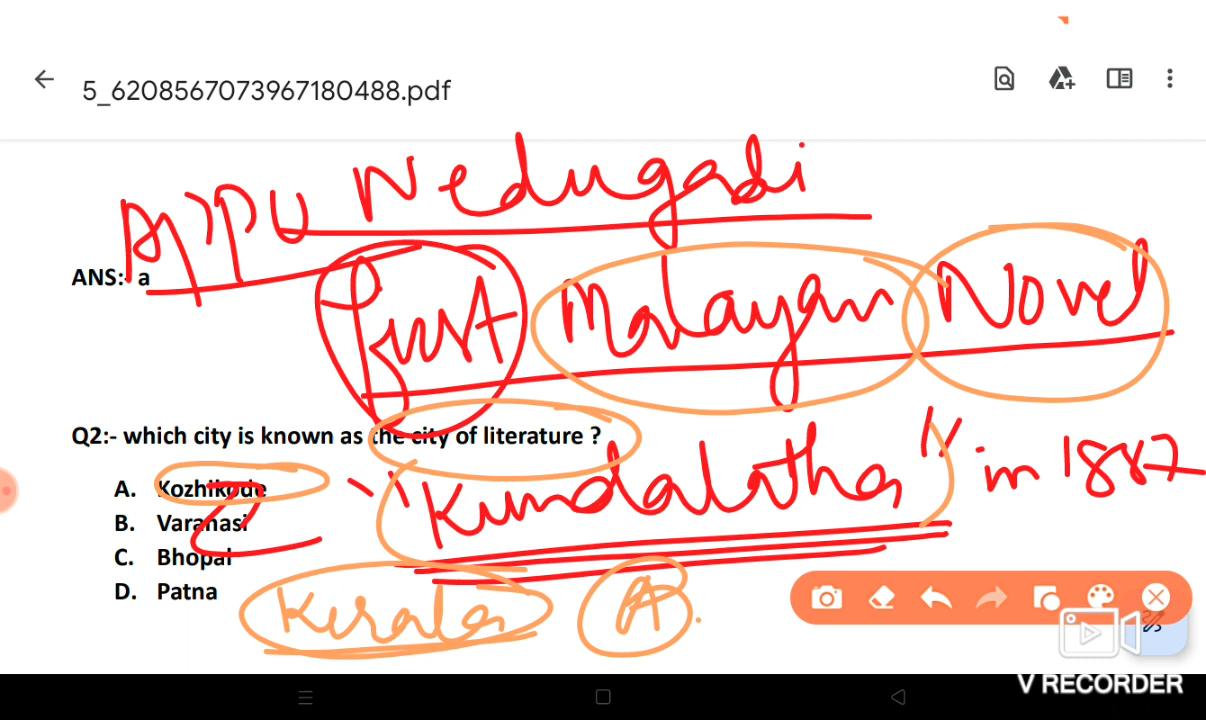 5_6208567073967180488.pdf
APPU Nedugadi
ANS:- a
first Malayam Novel
Q2:- which city is known as the city of literature ?
"Kundalatha" in 1887
A. Kozhikode
B. Varanasi
C. Bhopal
D. Patna
Kerala A.
V RECORDER